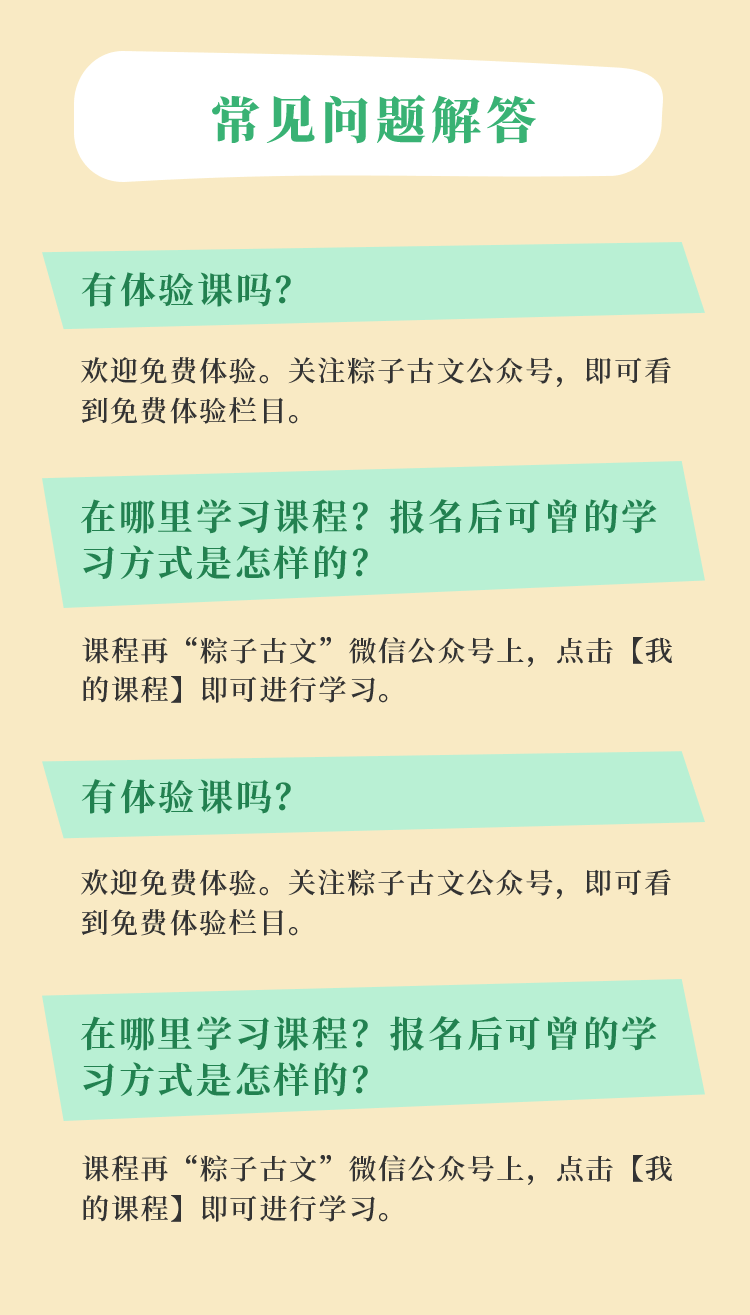 常见问题解答
有体验课吗?
欢迎免费体验。关注粽子古文公众号，即可看
到免费体验栏目。
在哪里学习课程？报名后可曾的学
习方式是怎样的?
课程再“粽子古文”微信公众号上，点击【我
的课程】即可进行学习。
有体验课吗?
欢迎免费体验。关注粽子古文公众号，即可看
到免费体验栏目。
在哪里学习课程？报名后可曾的学
习方式是怎样的?
课程再“粽子古文”微信公众号上，点击【我
的课程】即可进行学习。